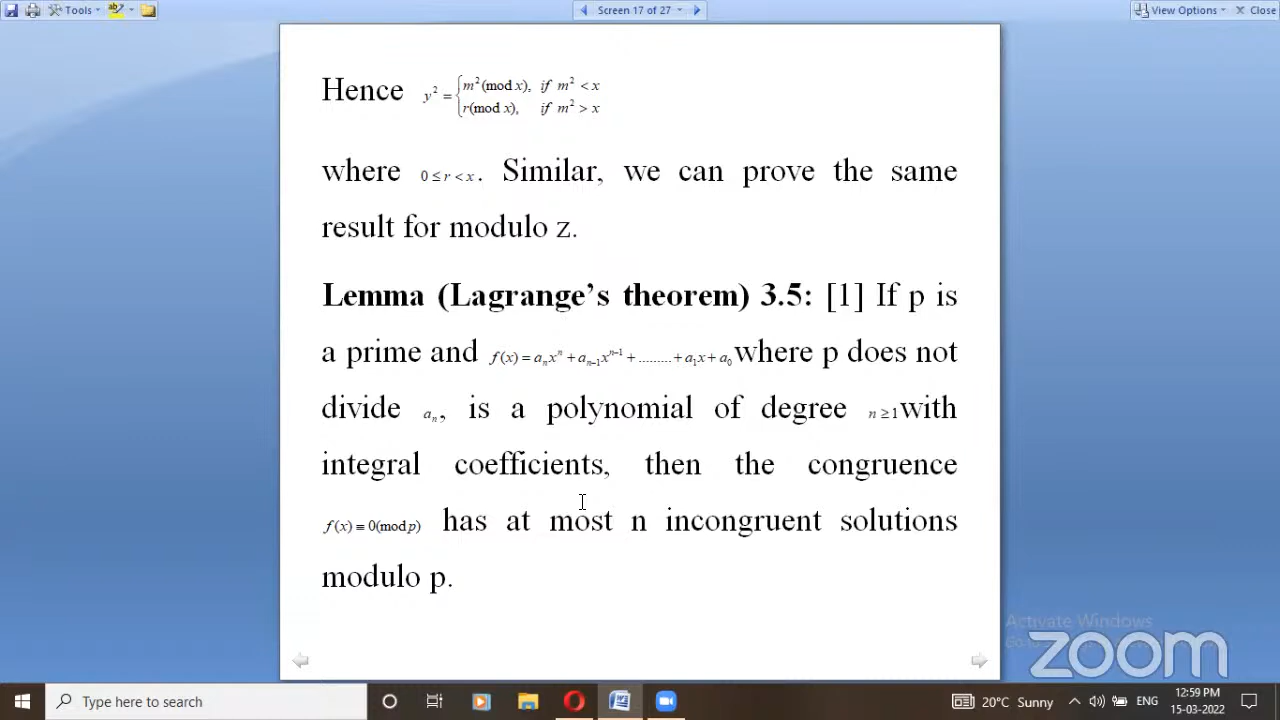 Tools
Screen 17 of 27
View Options
Close
Hence y² = { m²(mod x), if m² < x
r(mod x), if m² > x
where 0 ≤ r < x. Similar, we can prove the same
result for modulo z.
Lemma (Lagrange’s theorem) 3.5: [1] If p is
a prime and f(x) = aₙxⁿ + aₙ₋₁xⁿ⁻¹ + ......... + a₁x + a₀ where p does not
divide aₙ, is a polynomial of degree n ≥ 1 with
integral coefficients, then the congruence
f(x) ≡ 0(mod p) has at most n incongruent solutions
modulo p.
Activate Windows
zoom
Type here to search
20°C Sunny
ENG
12:59 PM
15-03-2022